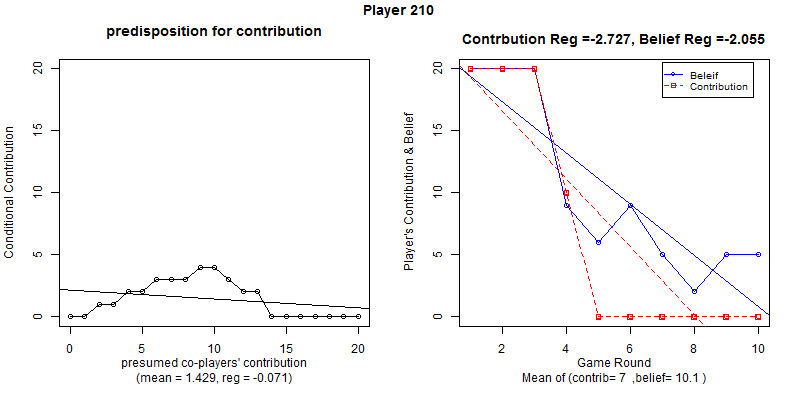 Player 210
predisposition for contribution
Conditional Contribution
20
15
10
5
0
0 5 10 15 20
presumed co-players' contribution
(mean = 1.429, reg = -0.071)
Contrbution Reg =-2.727, Belief Reg =-2.055
Player's Contribution & Belief
20
15
10
5
0
Beleif
Contribution
2 4 6 8 10
Game Round
Mean of (contrib= 7 ,belief= 10.1 )